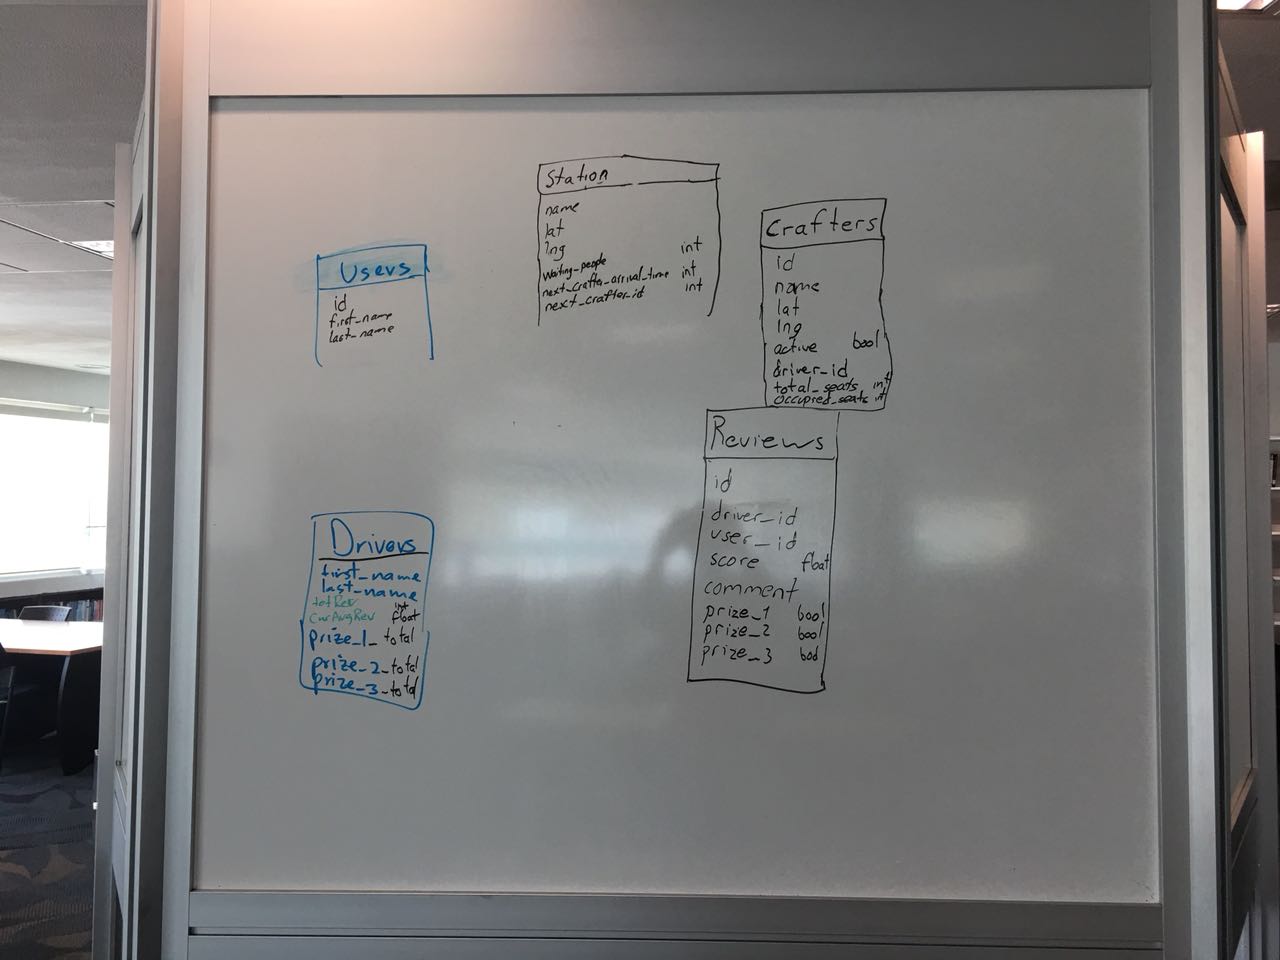 Users
id
first_name
last_name
Station
name
lat
lng
waiting_people int
next_crafter_arrival_time int
next_crafter_id int
Crafters
id
name
lat
lng
active bool
driver_id
total_seats int
occupied_seats int
Drivers
first_name
last_name
totRev int
CurAvgRev float
prize_1_total
prize_2_total
prize_3_total
Reviews
id
driver_id
user_id
score float
comment
prize_1 bool
prize_2 bool
prize_3 bool